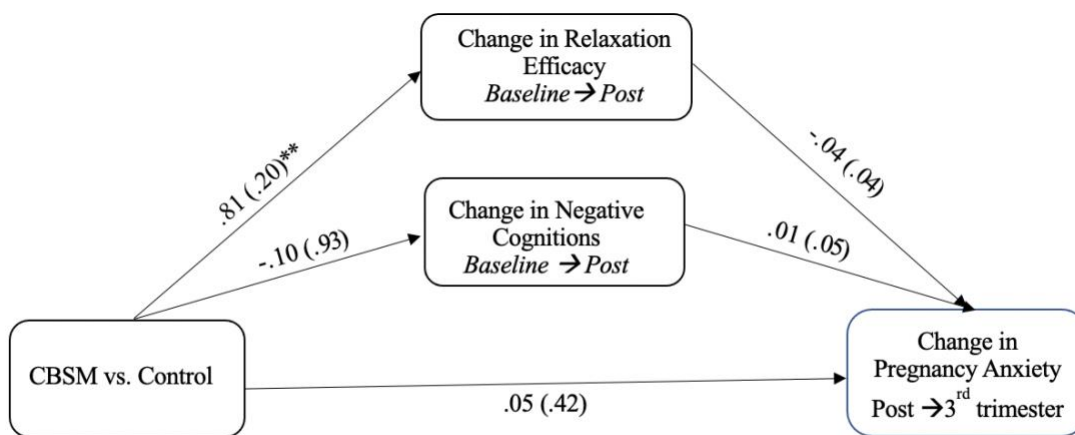 Change in Relaxation
Efficacy
Baseline → Post
.81 (.20)**
-.04 (.04)
Change in Negative
Cognitions
Baseline → Post
-.10 (.93)
.01 (.05)
CBSM vs. Control
.05 (.42)
Change in
Pregnancy Anxiety
Post → 3rd trimester